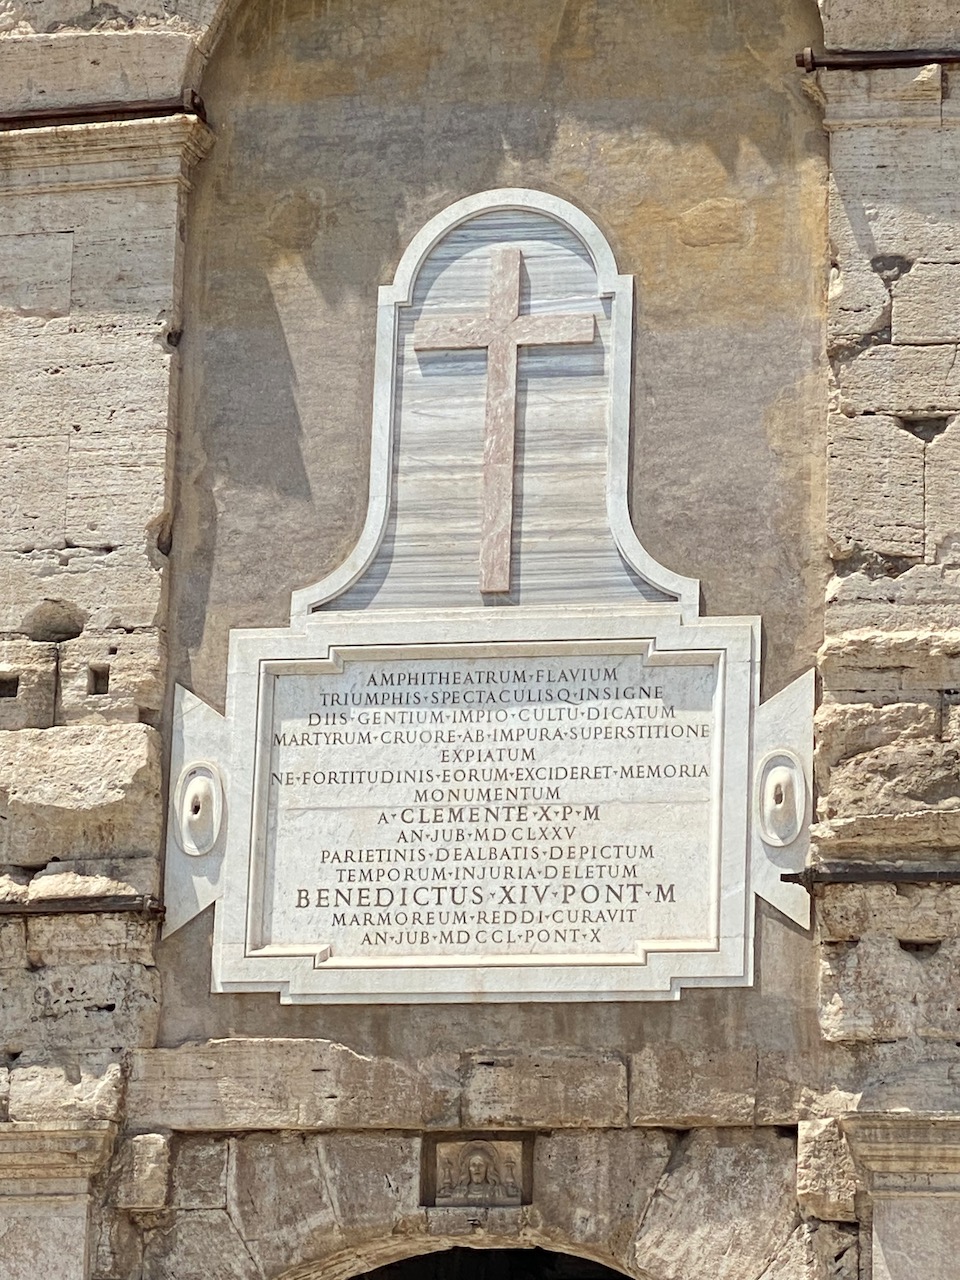 AMPHITHEATRUM·FLAVIUM
TRIUMPHIS·SPECTACULISQ·INSIGNE
DIIS·GENTIUM·IMPIO·CULTU·DICATUM
MARTYRUM·CRUORE·AB·IMPURA·SUPERSTITIONE
EXPIATUM
NE·FORTITUDINIS·EORUM·EXCIDERET·MEMORIA
MONUMENTUM
A·CLEMENTE·X·P·M
AN·JUB·MDCLXXV
PARIETINIS·DEALBATIS·DEPICTUM
TEMPORUM·INJURIA·DELETUM
BENEDICTUS·XIV·PONT·M
MARMOREUM·REDDI·CURAVIT
AN·JUB·MDCCL·PONT·X